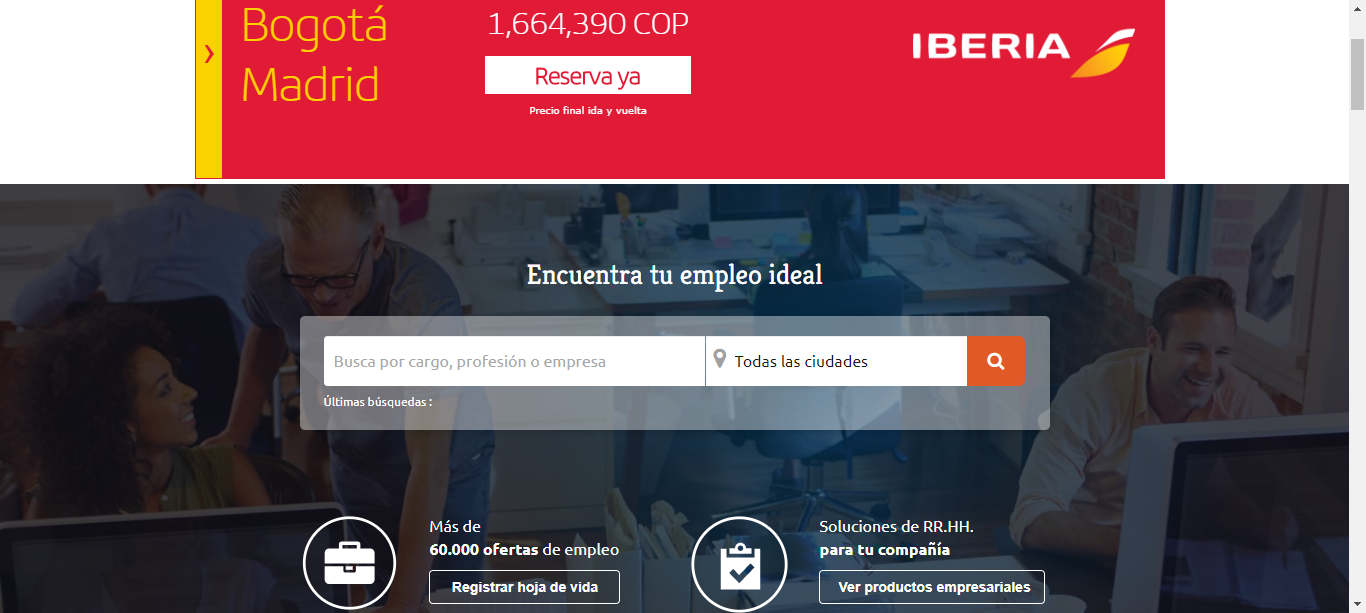 Bogotá
Madrid
1,664,390 COP
Reserva ya
Precio final ida y vuelta
IBERIA
Encuentra tu empleo ideal
Busca por cargo, profesión o empresa
Todas las ciudades
Últimas búsquedas :
Más de
60.000 ofertas de empleo
Registrar hoja de vida
Soluciones de RR.HH.
para tu compañía
Ver productos empresariales